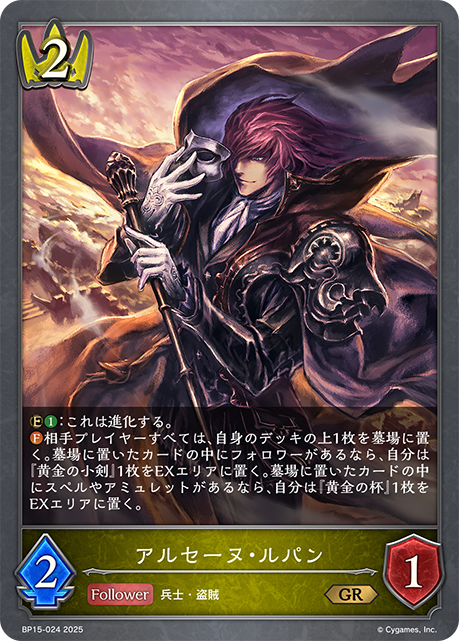 2
E1：これは進化する。
F相手プレイヤーすべては、自身のデッキの上1枚を墓場に置
く。墓場に置いたカードの中にフォロワーがあるなら、自分は
『黄金の小剣』1枚をEXエリアに置く。墓場に置いたカードの中
にスペルやアミュレットがあるなら、自分は『黄金の杯』1枚を
EXエリアに置く。
アルセーヌ・ルパン
2
Follower 兵士・盗賊 GR
1
BP15-024 2025 © Cygames, Inc.